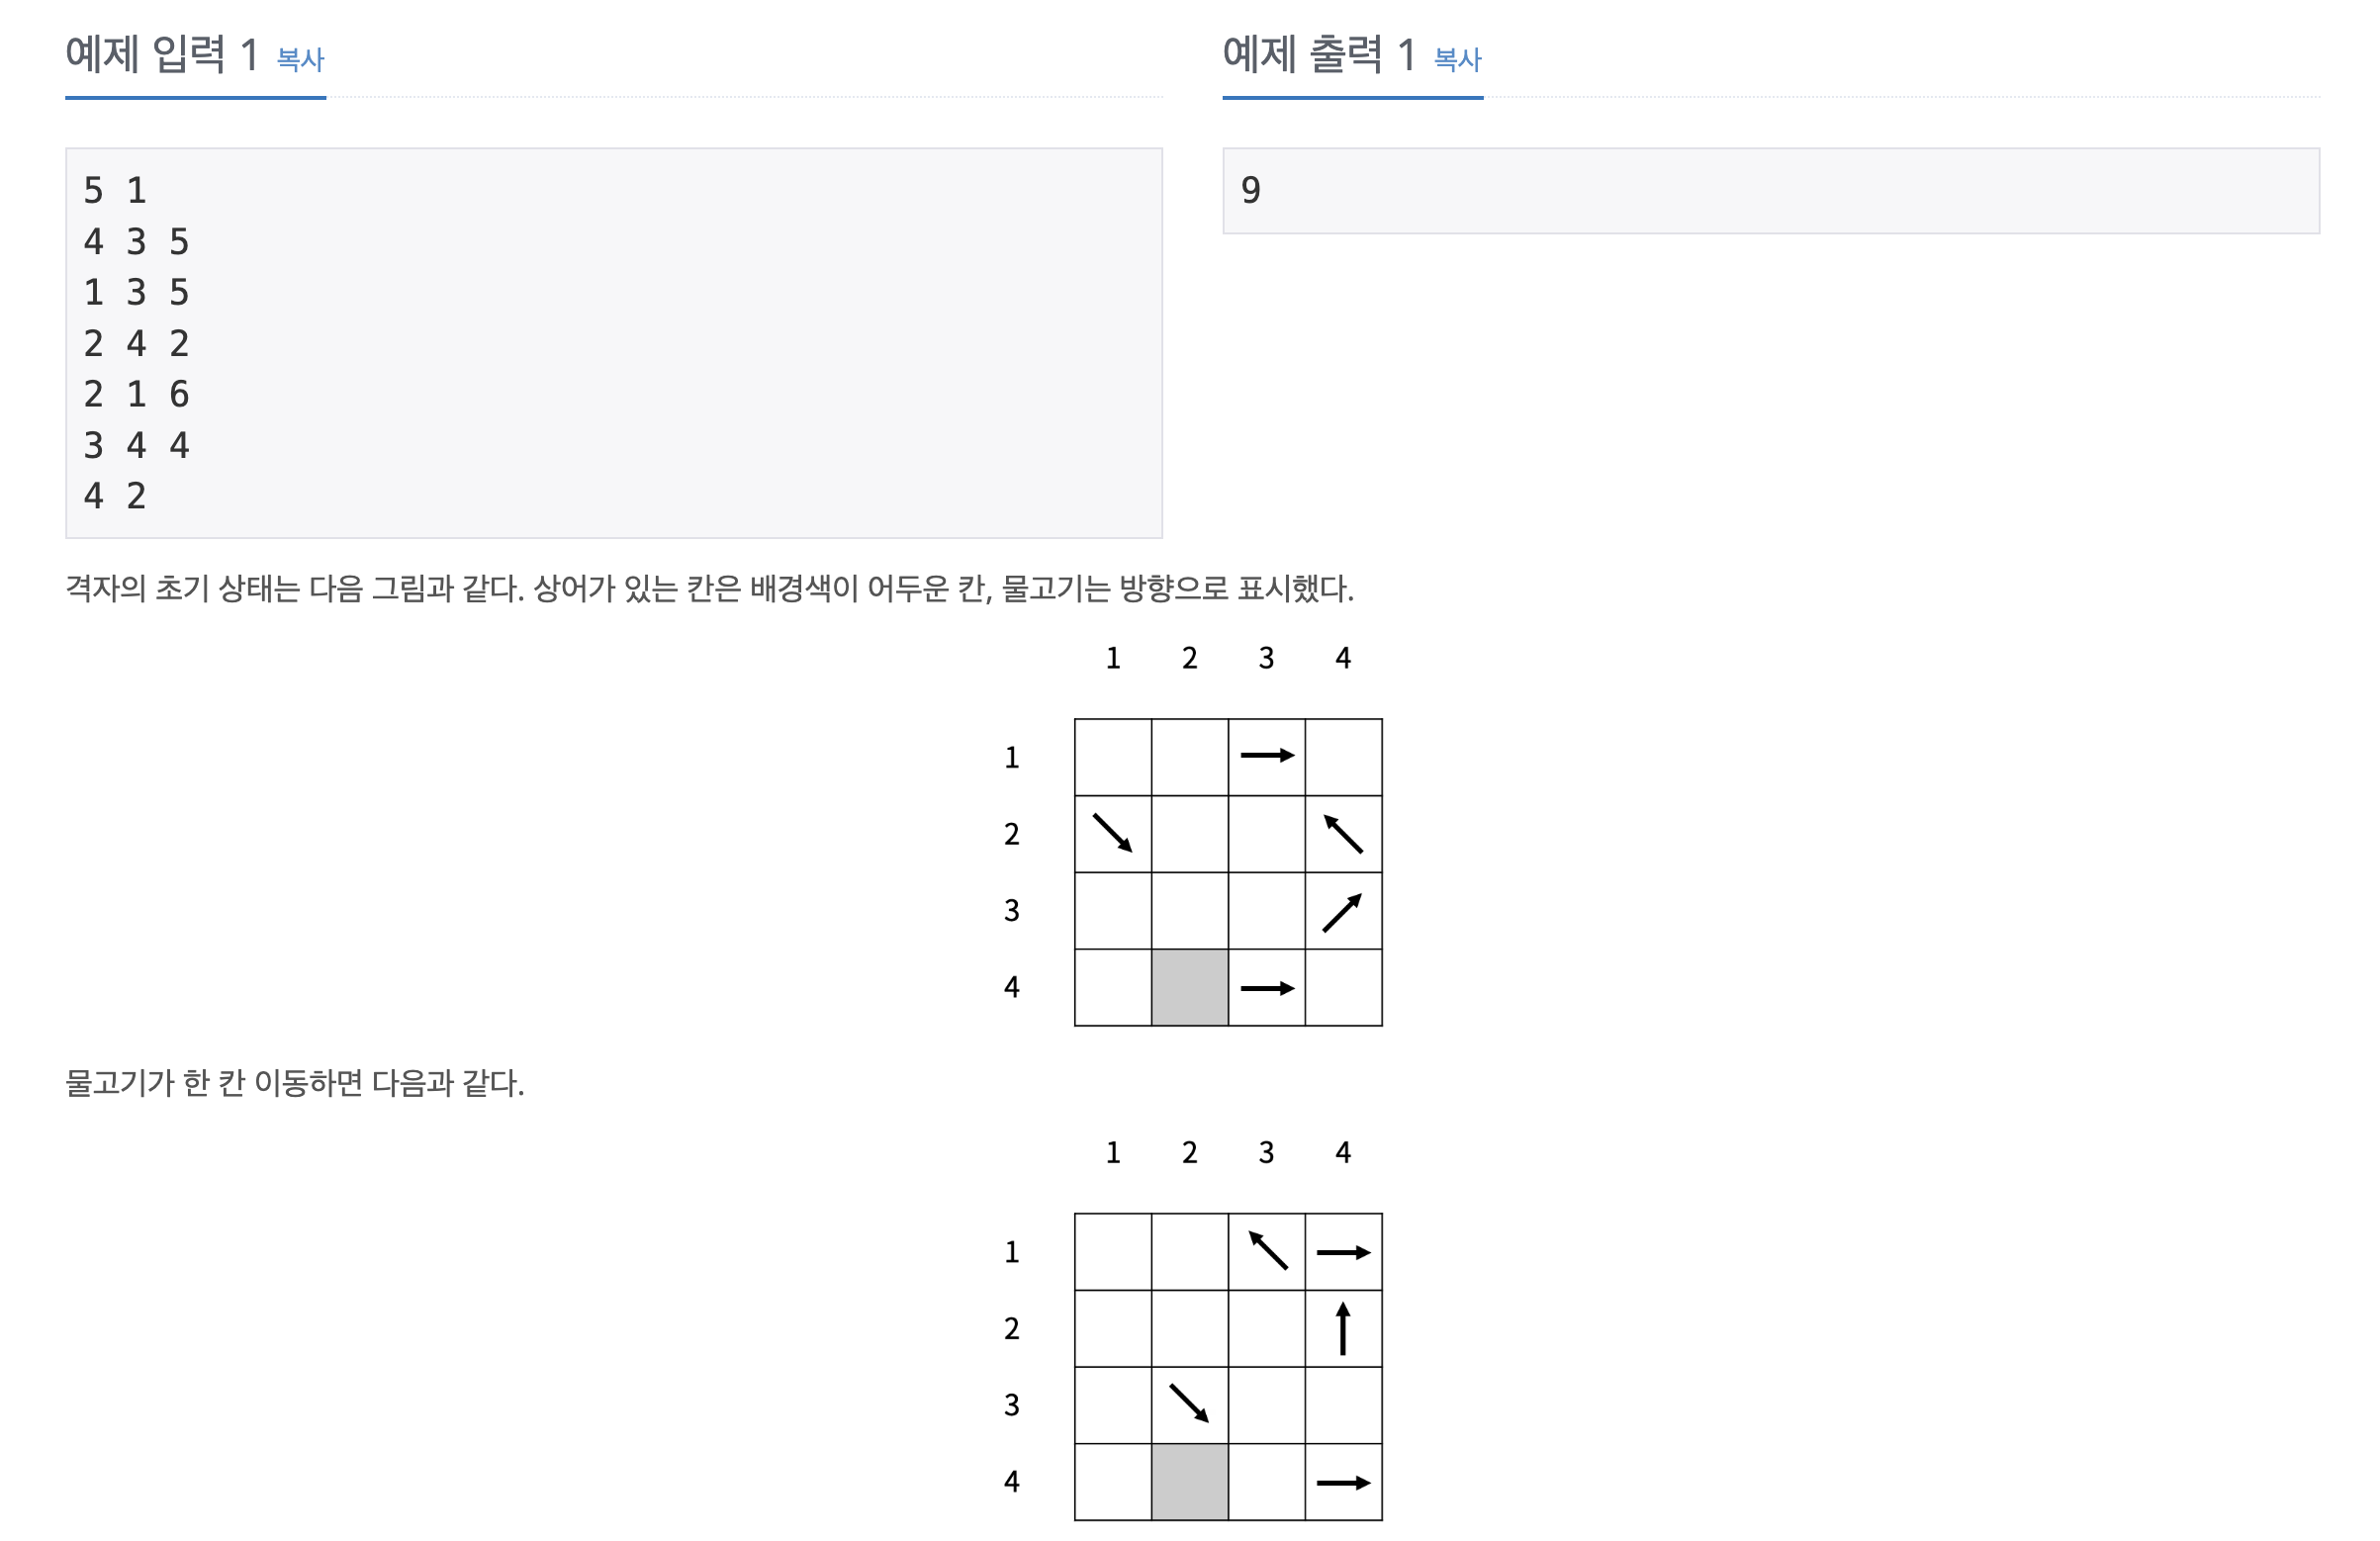 예제 입력 1 복사
예제 출력 1 복사
5 1
4 3 5
1 3 5
2 4 2
2 1 6
3 4 4
4 2
9
격자의 초기 상태는 다음 그림과 같다. 상어가 있는 칸은 배경색이 어두운 칸, 물고기는 방향으로 표시했다.
1 2 3 4
1
2
3
4
물고기가 한 칸 이동하면 다음과 같다.
1 2 3 4
1
2
3
4